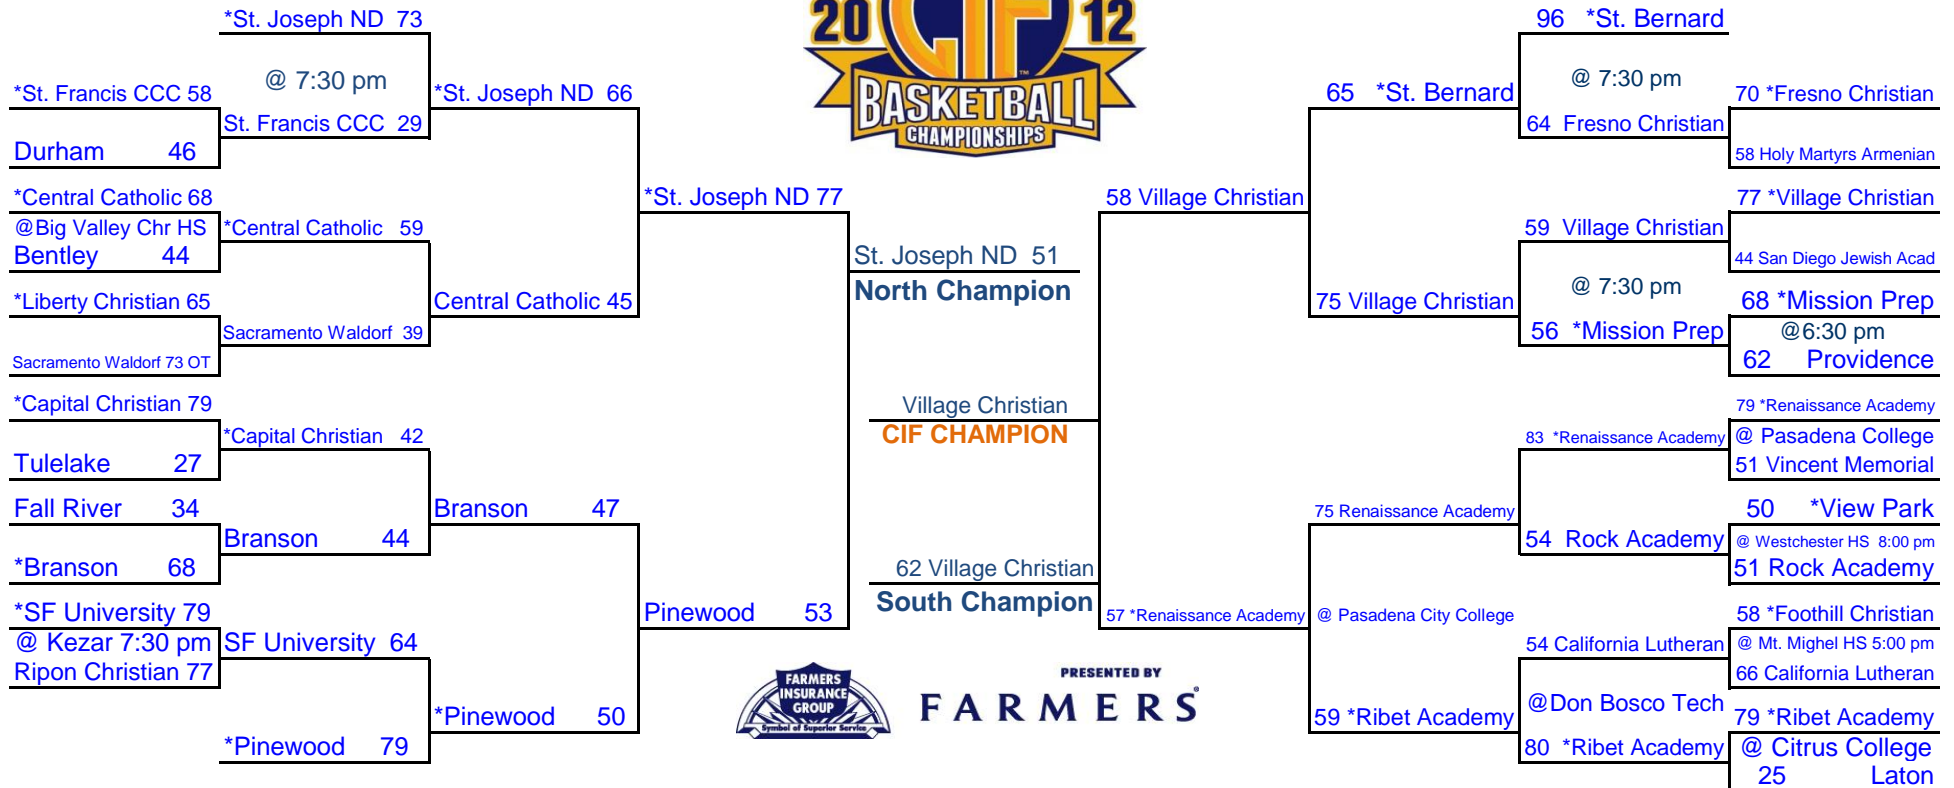 *St. Joseph ND 73
@ 7:30 pm
*St. Francis CCC 58
St. Francis CCC 29
Durham 46
*Central Catholic 68
@Big Valley Chr HS
Bentley 44
*Central Catholic 59
*Liberty Christian 65
Sacramento Waldorf 39
Sacramento Waldorf 73 OT
*Capital Christian 79
*Capital Christian 42
Tulelake 27
Fall River 34
Branson 44
*Branson 68
*SF University 79
@ Kezar 7:30 pm
Ripon Christian 77
SF University 64
*Pinewood 79
*St. Joseph ND 66
Central Catholic 45
Branson 47
*Pinewood 50
*St. Joseph ND 77
Pinewood 53
20 CIF 12
TM
BASKETBALL
CHAMPIONSHIPS
St. Joseph ND 51
North Champion
Village Christian
CIF CHAMPION
62 Village Christian
South Champion
FARMERS
INSURANCE
GROUP
Symbol of Superior Service
PRESENTED BY
FARMERS®
58 Village Christian
57 *Renaissance Academy
65 *St. Bernard
75 Village Christian
75 Renaissance Academy
@ Pasadena City College
59 *Ribet Academy
96 *St. Bernard
@ 7:30 pm
64 Fresno Christian
59 Village Christian
@ 7:30 pm
56 *Mission Prep
83 *Renaissance Academy
54 Rock Academy
54 California Lutheran
@Don Bosco Tech
80 *Ribet Academy
70 *Fresno Christian
58 Holy Martyrs Armenian
77 *Village Christian
44 San Diego Jewish Acad
68 *Mission Prep
@6:30 pm
62 Providence
79 *Renaissance Academy
@ Pasadena College
51 Vincent Memorial
50 *View Park
@ Westchester HS 8:00 pm
51 Rock Academy
58 *Foothill Christian
@ Mt. Mighel HS 5:00 pm
66 California Lutheran
79 *Ribet Academy
@ Citrus College
25 Laton